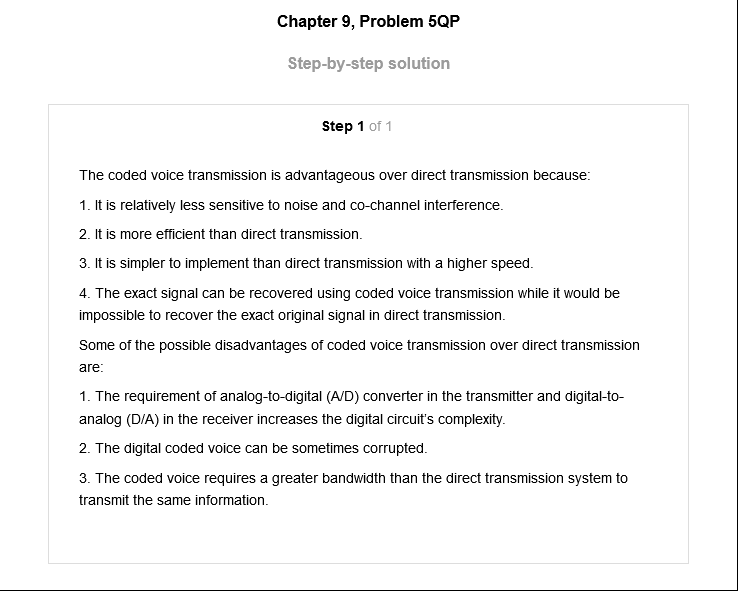 Chapter 9, Problem 5QP
Step-by-step solution
Step 1 of 1
The coded voice transmission is advantageous over direct transmission because:
1. It is relatively less sensitive to noise and co-channel interference.
2. It is more efficient than direct transmission.
3. It is simpler to implement than direct transmission with a higher speed.
4. The exact signal can be recovered using coded voice transmission while it would be
impossible to recover the exact original signal in direct transmission.
Some of the possible disadvantages of coded voice transmission over direct transmission
are:
1. The requirement of analog-to-digital (A/D) converter in the transmitter and digital-to-
analog (D/A) in the receiver increases the digital circuit's complexity.
2. The digital coded voice can be sometimes corrupted.
3. The coded voice requires a greater bandwidth than the direct transmission system to
transmit the same information.